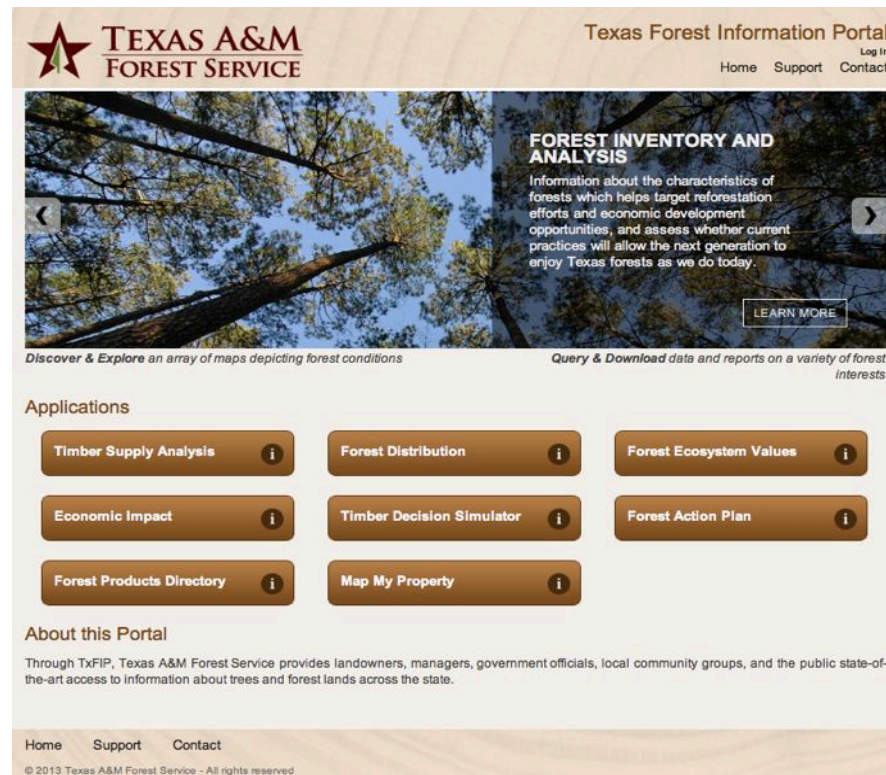 TEXAS A&M
FOREST SERVICE
Texas Forest Information Portal
Log In
Home Support Contact
FOREST INVENTORY AND
ANALYSIS
Information about the characteristics of
forests which helps target reforestation
efforts and economic development
opportunities, and assess whether current
practices will allow the next generation to
enjoy Texas forests as we do today.
LEARN MORE
Discover & Explore an array of maps depicting forest conditions
Query & Download data and reports on a variety of forest
interests
Applications
Timber Supply Analysis i
Forest Distribution i
Forest Ecosystem Values i
Economic Impact i
Timber Decision Simulator i
Forest Action Plan i
Forest Products Directory i
Map My Property i
About this Portal
Through TxFIP, Texas A&M Forest Service provides landowners, managers, government officials, local community groups, and the public state-of-
the-art access to information about trees and forest lands across the state.
Home Support Contact
© 2013 Texas A&M Forest Service - All rights reserved